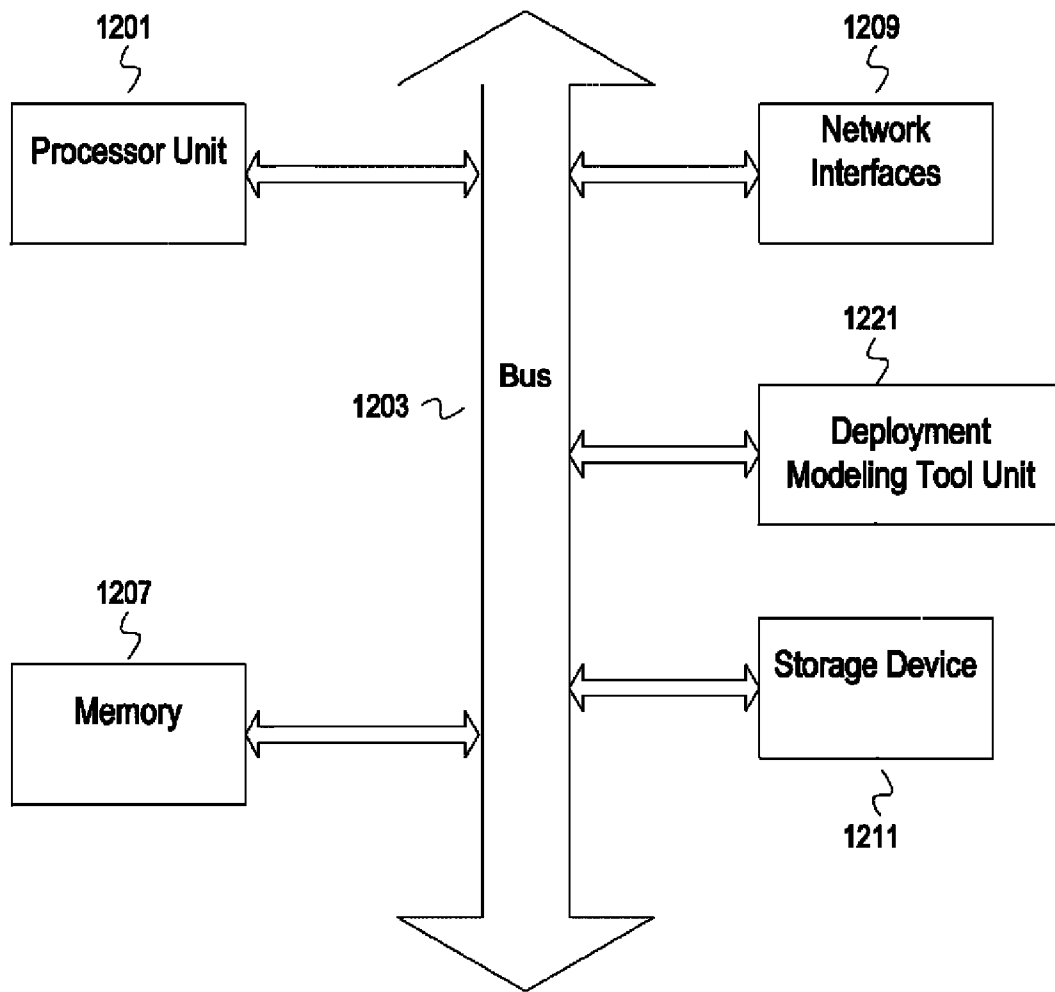 1201
Processor Unit
1209
Network
Interfaces
Bus
1203
1221
Deployment
Modeling Tool Unit
1207
Memory
Storage Device
1211